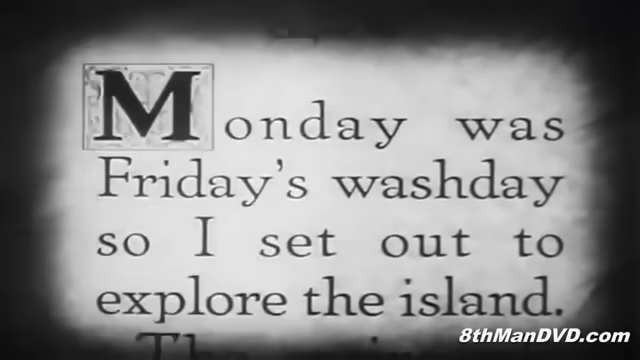 Monday was
Friday's washday
so I set out to
explore the island.
8thManDVD.com